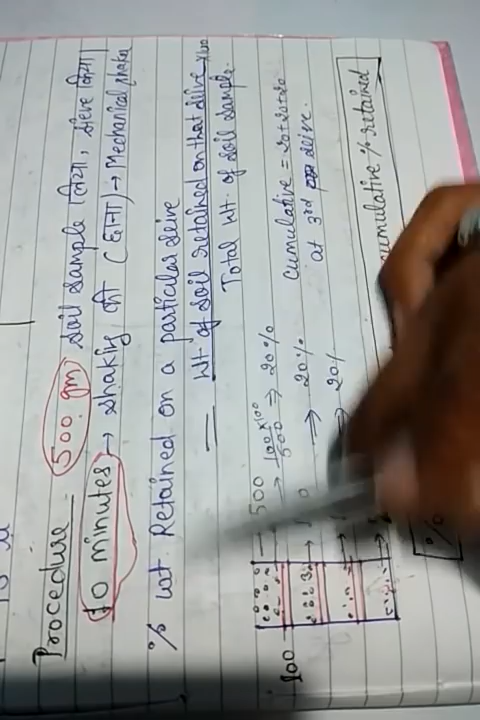 Procedure 500 gm soil sample लिया, sieve लिया
10 minutes → shaking की (छाना) → Mechanical shaker
% wt. Retained on a particular sieve
= wt of soil retained on that sieve × 100
Total wt. of soil sample.
→ 500
→ 100 × 100 / 500 ⇒ 20%
100
→ 20%
20%
cumulative = 20+20+20
at 3rd sieve.
cumulative % retained